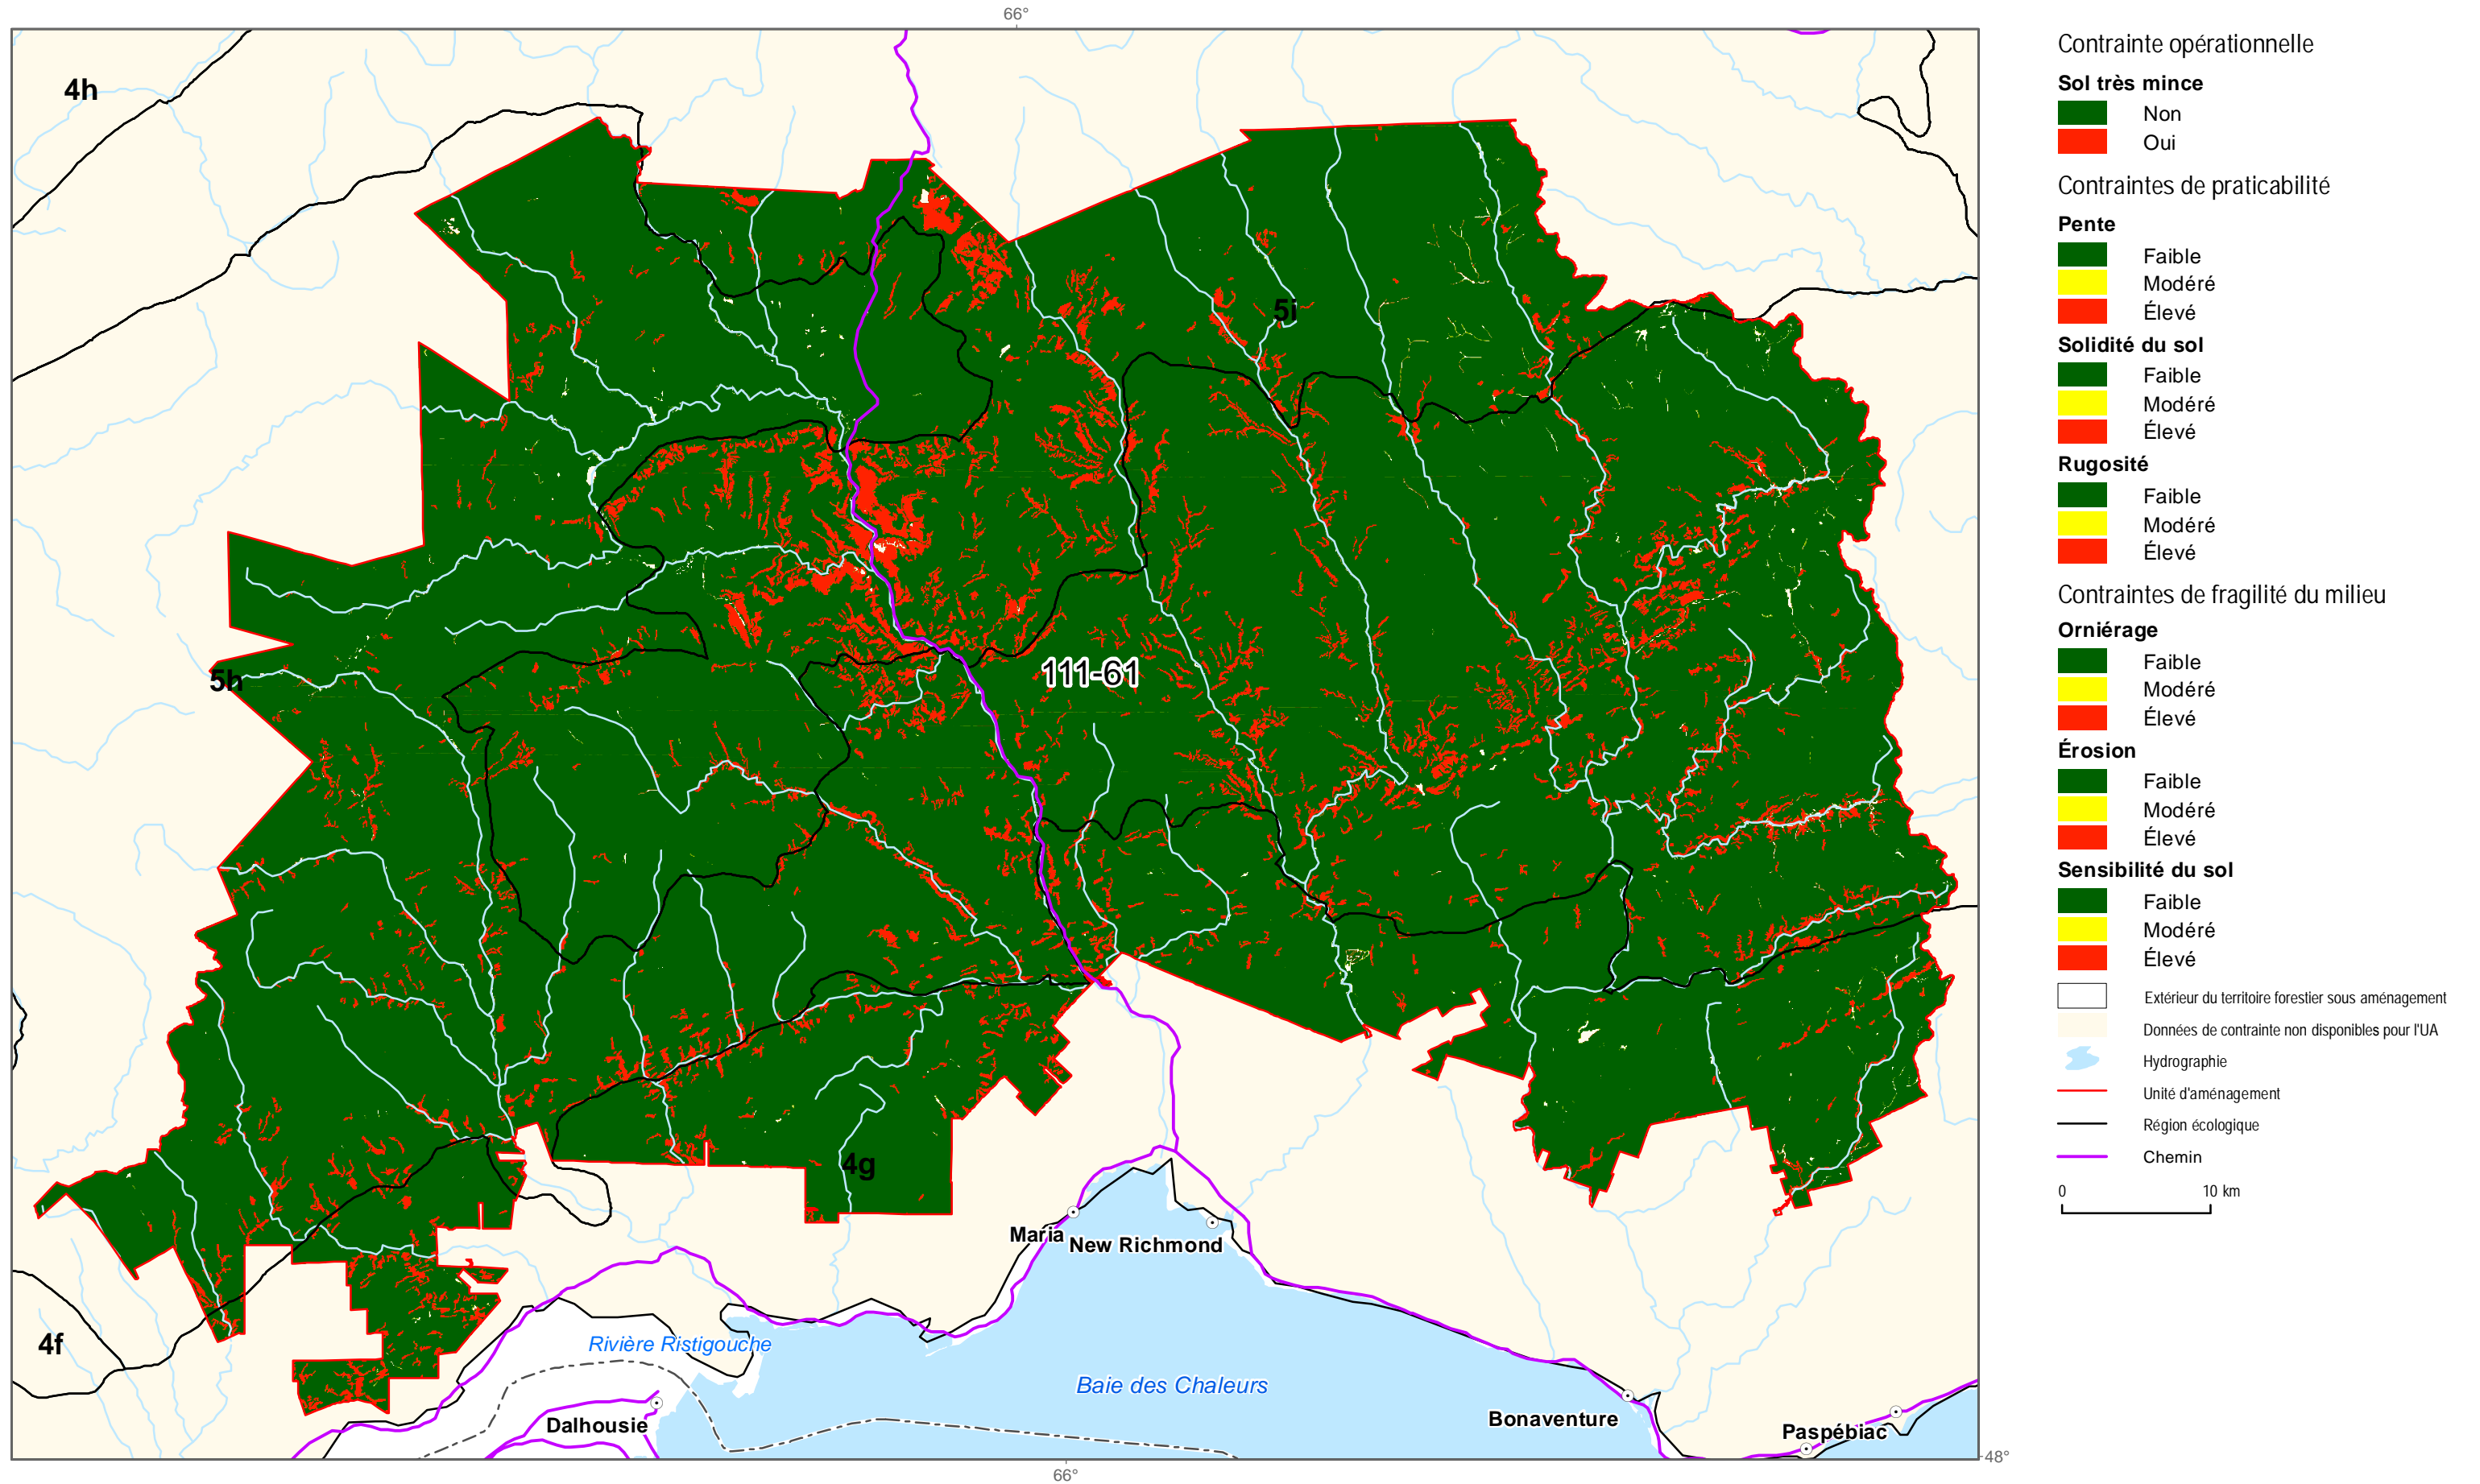 66°
4h
5i
111-61
5h
4g
4f
Maria
New Richmond
Rivière Ristigouche
Baie des Chaleurs
Dalhousie
Bonaventure
Paspébiac
48°
66°
Contrainte opérationnelle
Sol très mince
Non
Oui
Contraintes de praticabilité
Pente
Faible
Modéré
Élevé
Solidité du sol
Faible
Modéré
Élevé
Rugosité
Faible
Modéré
Élevé
Contraintes de fragilité du milieu
Orniérage
Faible
Modéré
Élevé
Érosion
Faible
Modéré
Élevé
Sensibilité du sol
Faible
Modéré
Élevé
Extérieur du territoire forestier sous aménagement
Données de contrainte non disponibles pour l'UA
Hydrographie
Unité d'aménagement
Région écologique
Chemin
0 10 km